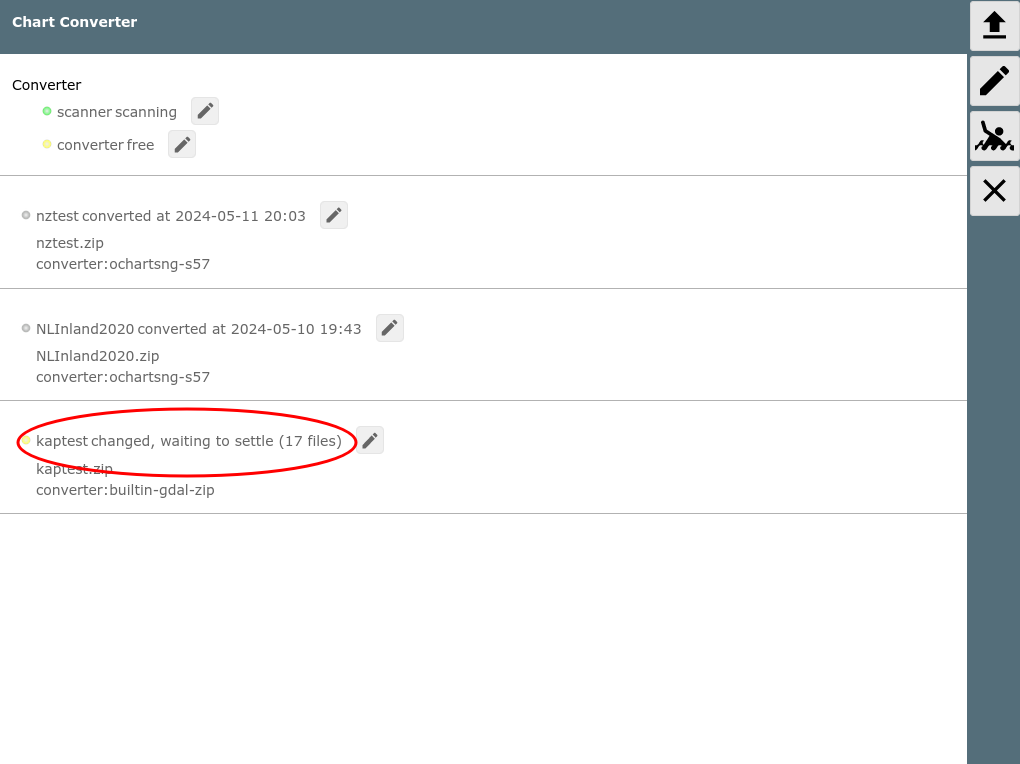 Chart Converter
Converter
scanner scanning
converter free
nztest converted at 2024-05-11 20:03
nztest.zip
converter:ochartsng-s57
NLInland2020 converted at 2024-05-10 19:43
NLInland2020.zip
converter:ochartsng-s57
kaptest changed, waiting to settle (17 files)
kaptest.zip
converter:builtin-gdal-zip